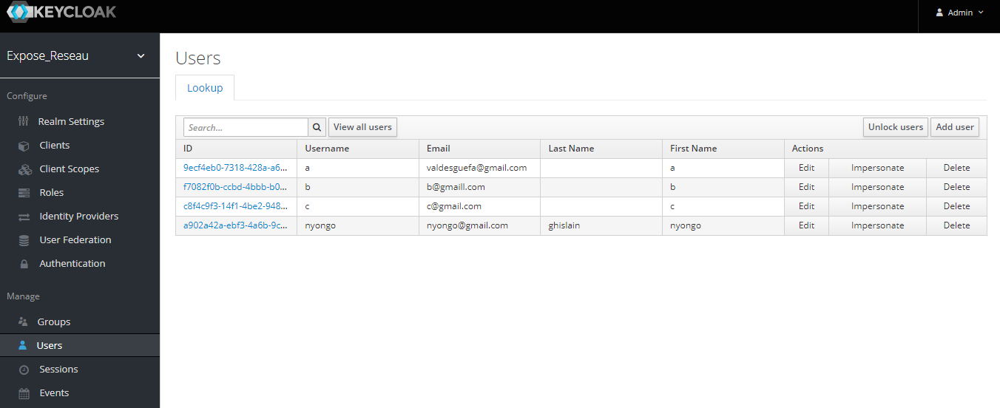 KEYCLOAK
Admin
Expose_Reseau
Configure
Realm Settings
Clients
Client Scopes
Roles
Identity Providers
User Federation
Authentication
Manage
Groups
Users
Sessions
Events
Users
Lookup
Search...
View all users
Unlock users
Add user
ID Username Email Last Name First Name Actions
9ecf4eb0-7318-428a-a6... a valdesguefa@gmail.com a Edit Impersonate Delete
f7082f0b-ccbd-4bbb-b0... b b@gmaill.com b Edit Impersonate Delete
c8f4c9f3-14f1-4be2-948... c c@gmail.com c Edit Impersonate Delete
a902a42a-ebf3-4a6b-9c... nyongo nyongo@gmail.com ghislain nyongo Edit Impersonate Delete